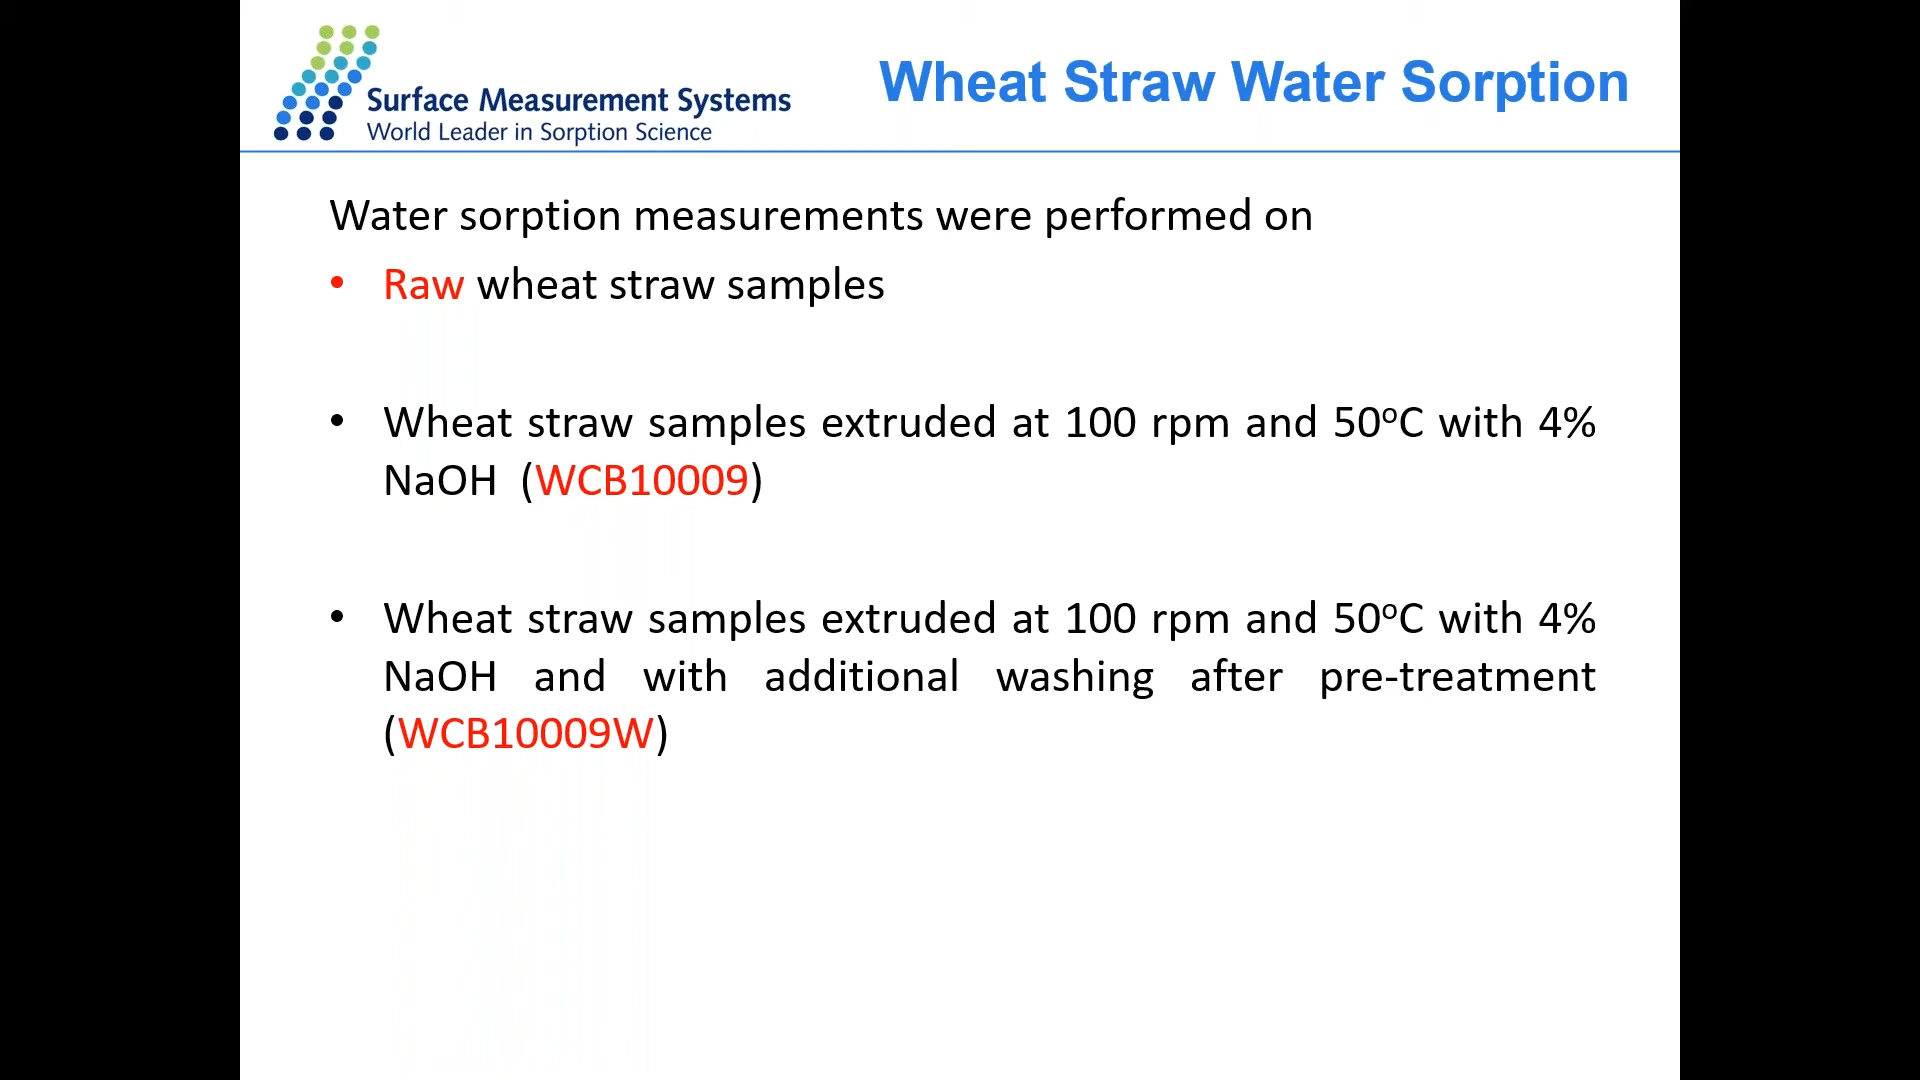 Surface Measurement Systems
World Leader in Sorption Science
Wheat Straw Water Sorption
Water sorption measurements were performed on
• Raw wheat straw samples
• Wheat straw samples extruded at 100 rpm and 50ᵒC with 4%
NaOH (WCB10009)
• Wheat straw samples extruded at 100 rpm and 50ᵒC with 4%
NaOH and with additional washing after pre-treatment
(WCB10009W)